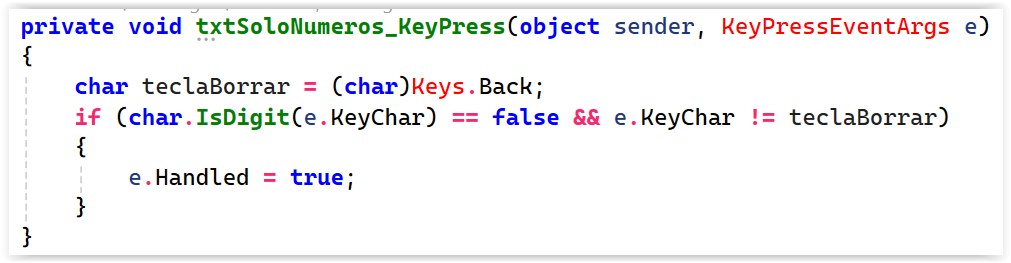 private void txtSoloNumeros_KeyPress(object sender, KeyPressEventArgs e)
{
    char teclaBorrar = (char)Keys.Back;
    if (char.IsDigit(e.KeyChar) == false && e.KeyChar != teclaBorrar)
    {
        e.Handled = true;
    }
}